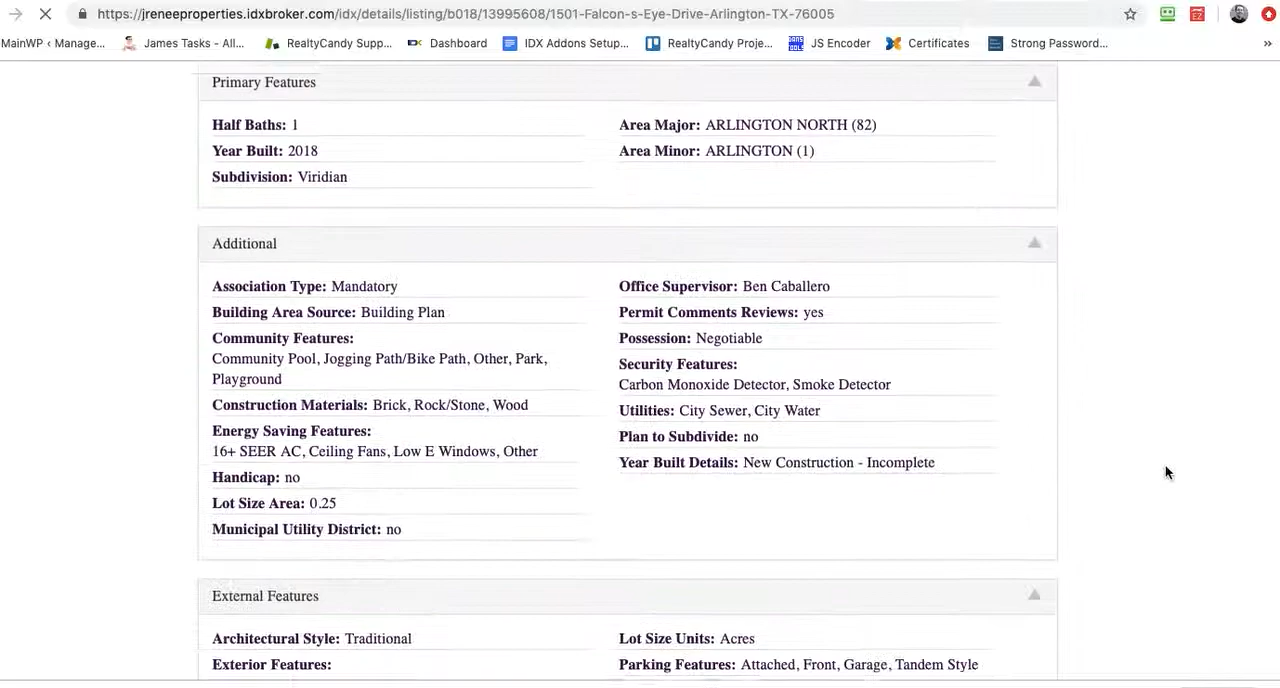 https://jreneeproperties.idxbroker.com/idx/details/listing/b018/13995608/1501-Falcon-s-Eye-Drive-Arlington-TX-76005
MainWP ‹ Manage... James Tasks - All... RealtyCandy Supp... Dashboard IDX Addons Setup... RealtyCandy Proje... JS Encoder Certificates Strong Password... »
Primary Features
Half Baths: 1
Year Built: 2018
Subdivision: Viridian
Area Major: ARLINGTON NORTH (82)
Area Minor: ARLINGTON (1)
Additional
Association Type: Mandatory
Building Area Source: Building Plan
Community Features:
Community Pool, Jogging Path/Bike Path, Other, Park,
Playground
Construction Materials: Brick, Rock/Stone, Wood
Energy Saving Features:
16+ SEER AC, Ceiling Fans, Low E Windows, Other
Handicap: no
Lot Size Area: 0.25
Municipal Utility District: no
Office Supervisor: Ben Caballero
Permit Comments Reviews: yes
Possession: Negotiable
Security Features:
Carbon Monoxide Detector, Smoke Detector
Utilities: City Sewer, City Water
Plan to Subdivide: no
Year Built Details: New Construction - Incomplete
External Features
Architectural Style: Traditional
Exterior Features:
Lot Size Units: Acres
Parking Features: Attached, Front, Garage, Tandem Style